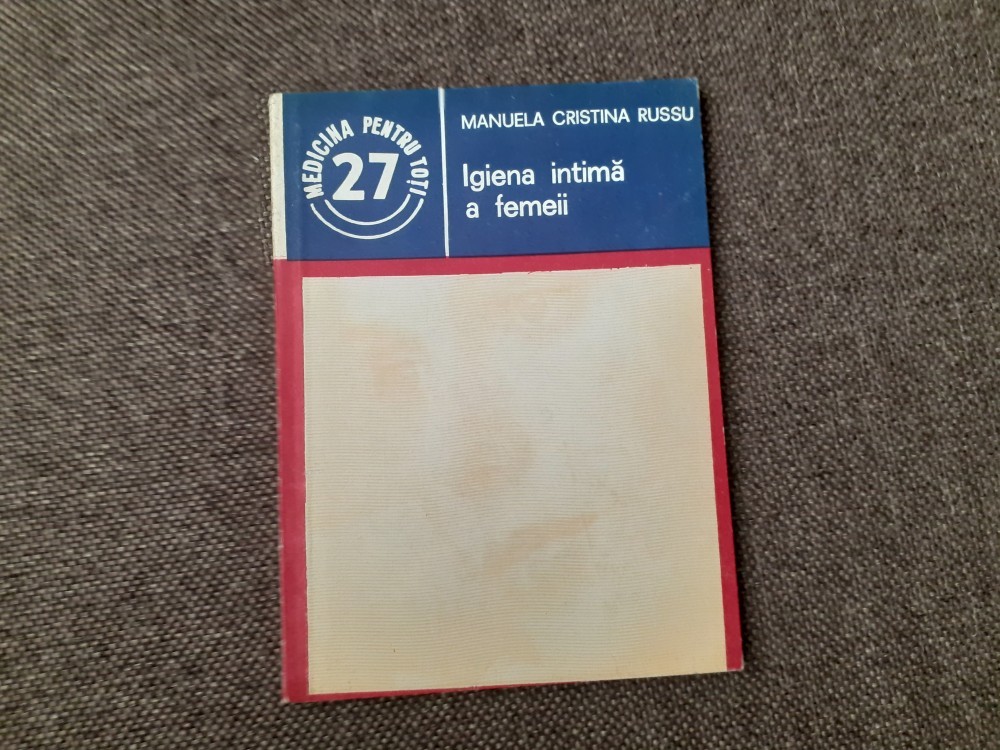 MEDICINA PENTRU TOȚI
27
MANUELA CRISTINA RUSSU
Igiena intimă
a femeii